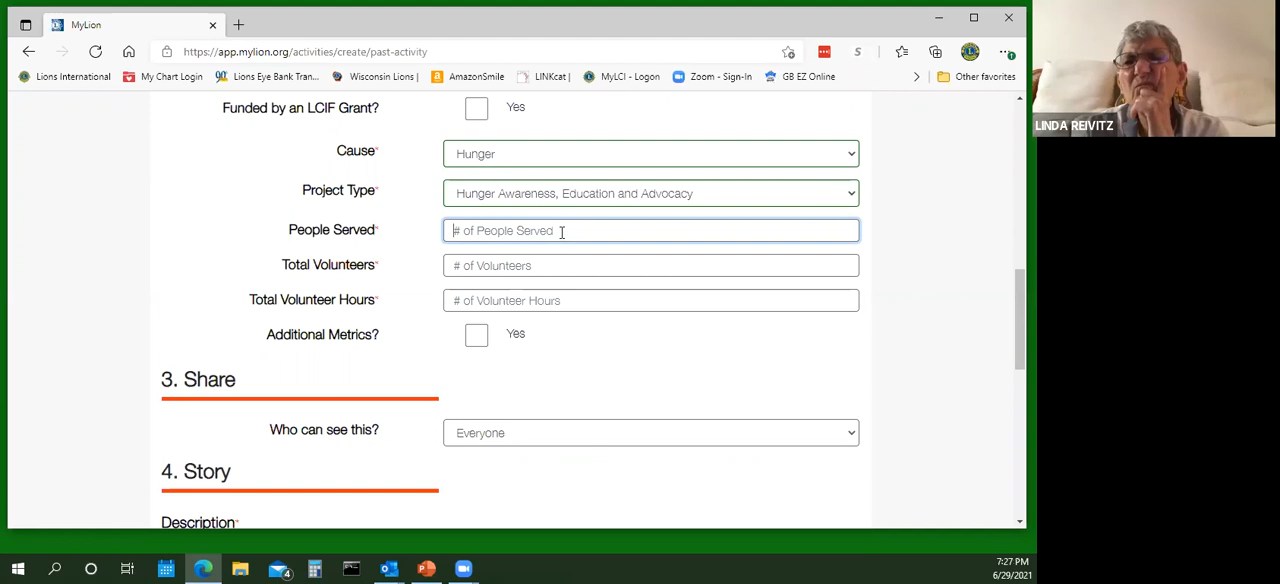 MyLion
https://app.mylion.org/activities/create/past-activity
Lions International My Chart Login Lions Eye Bank Tran... Wisconsin Lions | AmazonSmile LINKcat | MyLCI - Logon Zoom - Sign-In GB EZ Online Other favorites
LINDA REIVITZ
Funded by an LCIF Grant? Yes
Cause* Hunger
Project Type* Hunger Awareness, Education and Advocacy
People Served* # of People Served
Total Volunteers* # of Volunteers
Total Volunteer Hours* # of Volunteer Hours
Additional Metrics? Yes
3. Share
Who can see this? Everyone
4. Story
Description*
4
7:27 PM
6/29/2021